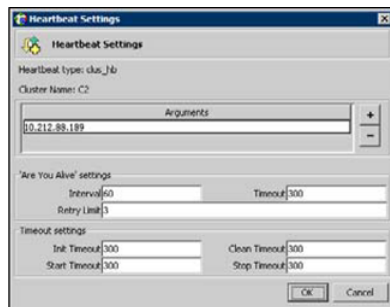 Heartbeat Settings
Heartbeat Settings
Heartbeat type: clus_hb
Cluster Name: C2
Arguments
10.212.88.189
+
−
'Are You Alive' settings
Interval 60 Timeout 300
Retry Limit 3
Timeout settings
Init Timeout 300 Clean Timeout 300
Start Timeout 300 Stop Timeout 300
OK Cancel